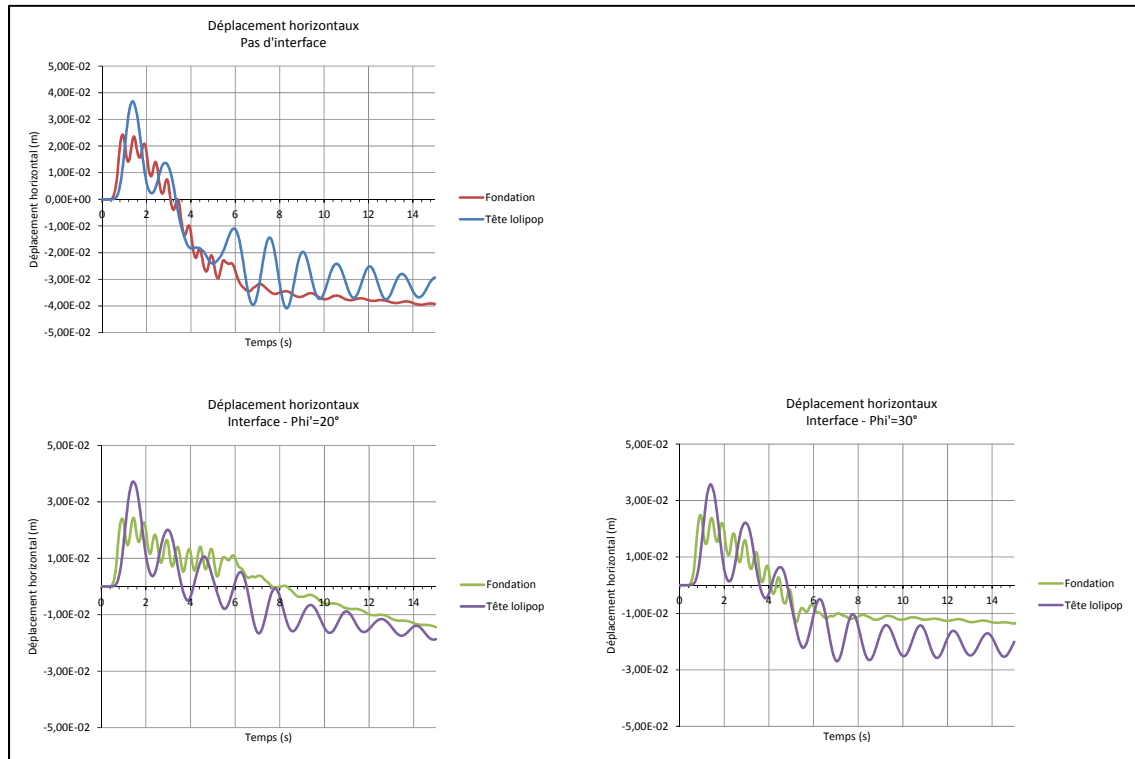 Déplacement horizontaux
Pas d'interface
5,00E-02
4,00E-02
3,00E-02
2,00E-02
1,00E-02
0,00E+00
-1,00E-02
-2,00E-02
-3,00E-02
-4,00E-02
-5,00E-02
0 2 4 6 8 10 12 14
Déplacement horizontal (m)
Temps (s)
Fondation
Tête lolipop
Déplacement horizontaux
Interface - Phi'=20°
5,00E-02
3,00E-02
1,00E-02
-1,00E-02
-3,00E-02
-5,00E-02
0 2 4 6 8 10 12 14
Déplacement horizontal (m)
Temps (s)
Fondation
Tête lolipop
Déplacement horizontaux
Interface - Phi'=30°
5,00E-02
3,00E-02
1,00E-02
-1,00E-02
-3,00E-02
-5,00E-02
0 2 4 6 8 10 12 14
Déplacement horizontal (m)
Temps (s)
Fondation
Tête lolipop